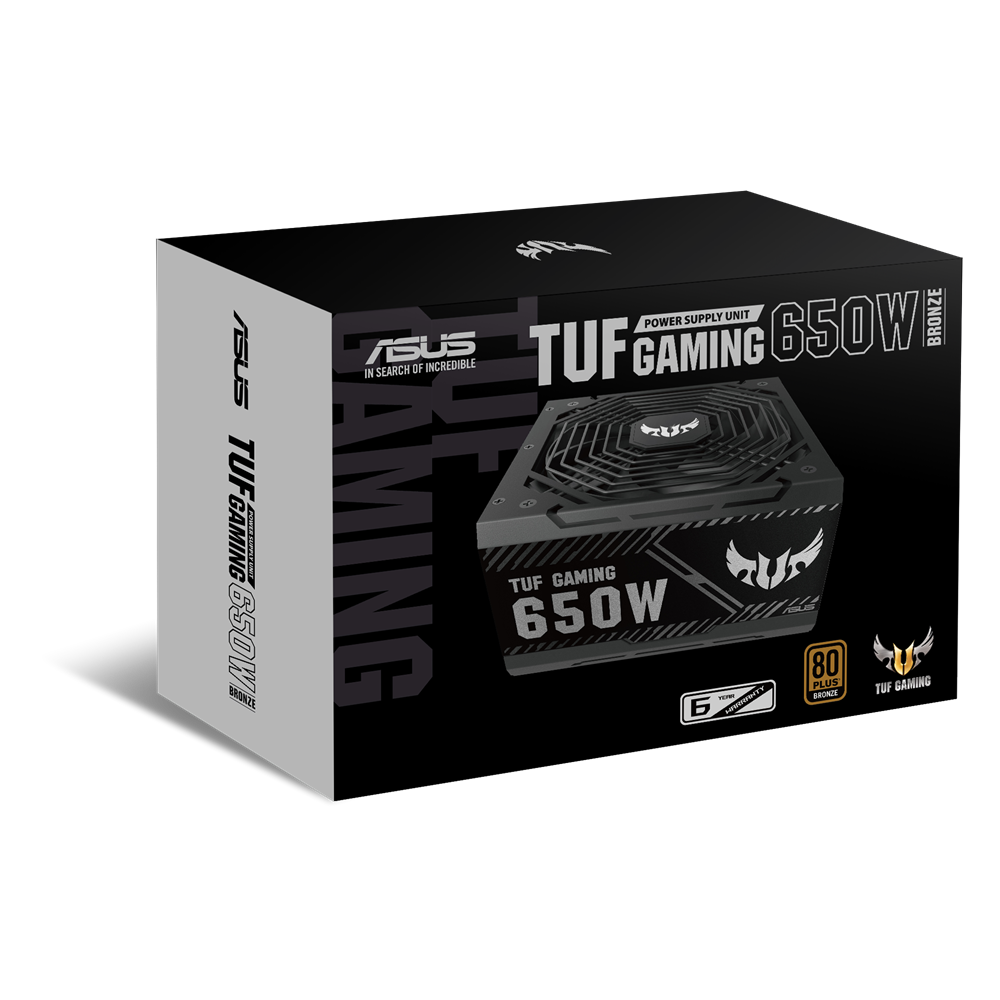 ASUS
IN SEARCH OF INCREDIBLE
POWER SUPPLY UNIT
TUF GAMING 650W BRONZE
TUF GAMING
TUF GAMING
650W
ASUS
6 YEAR WARRANTY
80
PLUS
BRONZE
TUF GAMING
ASUS
TUF GAMING 650W BRONZE
POWER SUPPLY UNIT